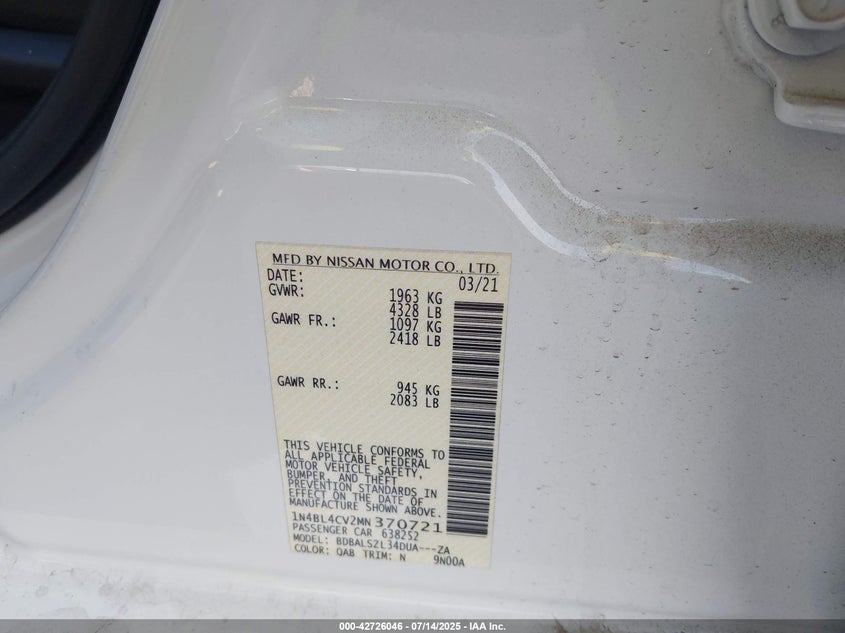 MFD BY NISSAN MOTOR CO., LTD.
DATE: 03/21
GVWR: 1963 KG
4328 LB
GAWR FR.: 1097 KG
2418 LB
GAWR RR.: 945 KG
2083 LB
THIS VEHICLE CONFORMS TO
ALL APPLICABLE FEDERAL
MOTOR VEHICLE SAFETY,
BUMPER, AND THEFT
PREVENTION STANDARDS IN
EFFECT ON THE DATE OF
MANUFACTURE SHOWN ABOVE.
1N4BL4CV2MN370721
PASSENGER CAR 638252
MODEL: BDBALSZL34DUA---ZA
COLOR: QAB TRIM: N 9N00A
000-42726046 - 07/14/2025 - IAA Inc.